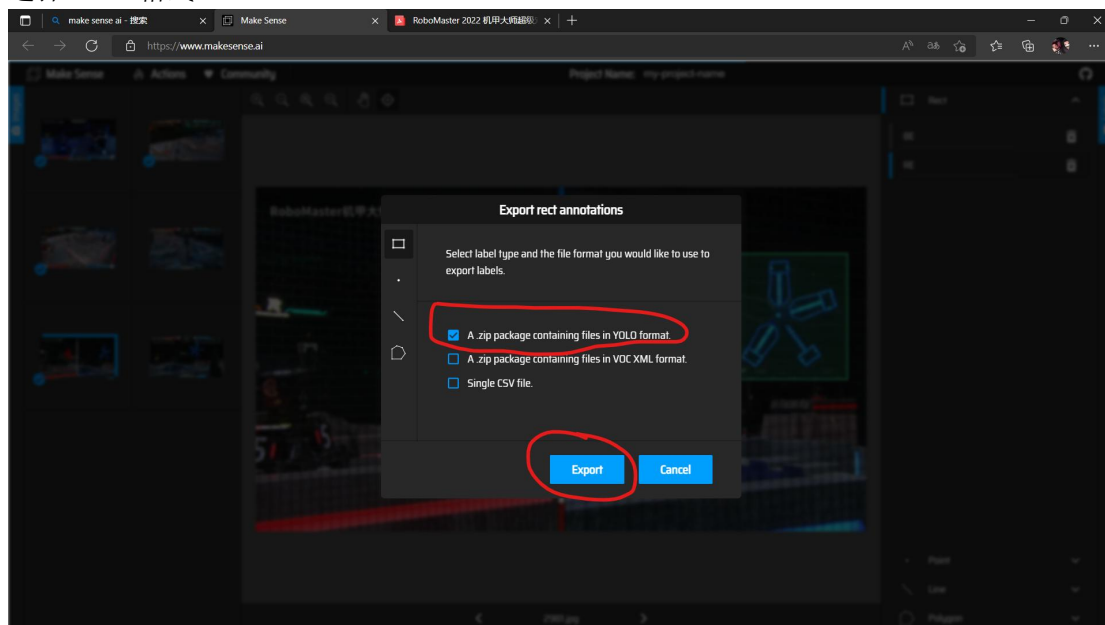 make sense ai - 搜索
Make Sense
RoboMaster 2022 机甲大师超级
https://www.makesense.ai
Make Sense
Actions
Community
Project Name: my-project-name
Rect
Export rect annotations
Select label type and the file format you would like to use to
export labels.
A .zip package containing files in YOLO format.
A .zip package containing files in VOC XML format.
Single CSV file.
Export
Cancel
Point
Line
Polygon